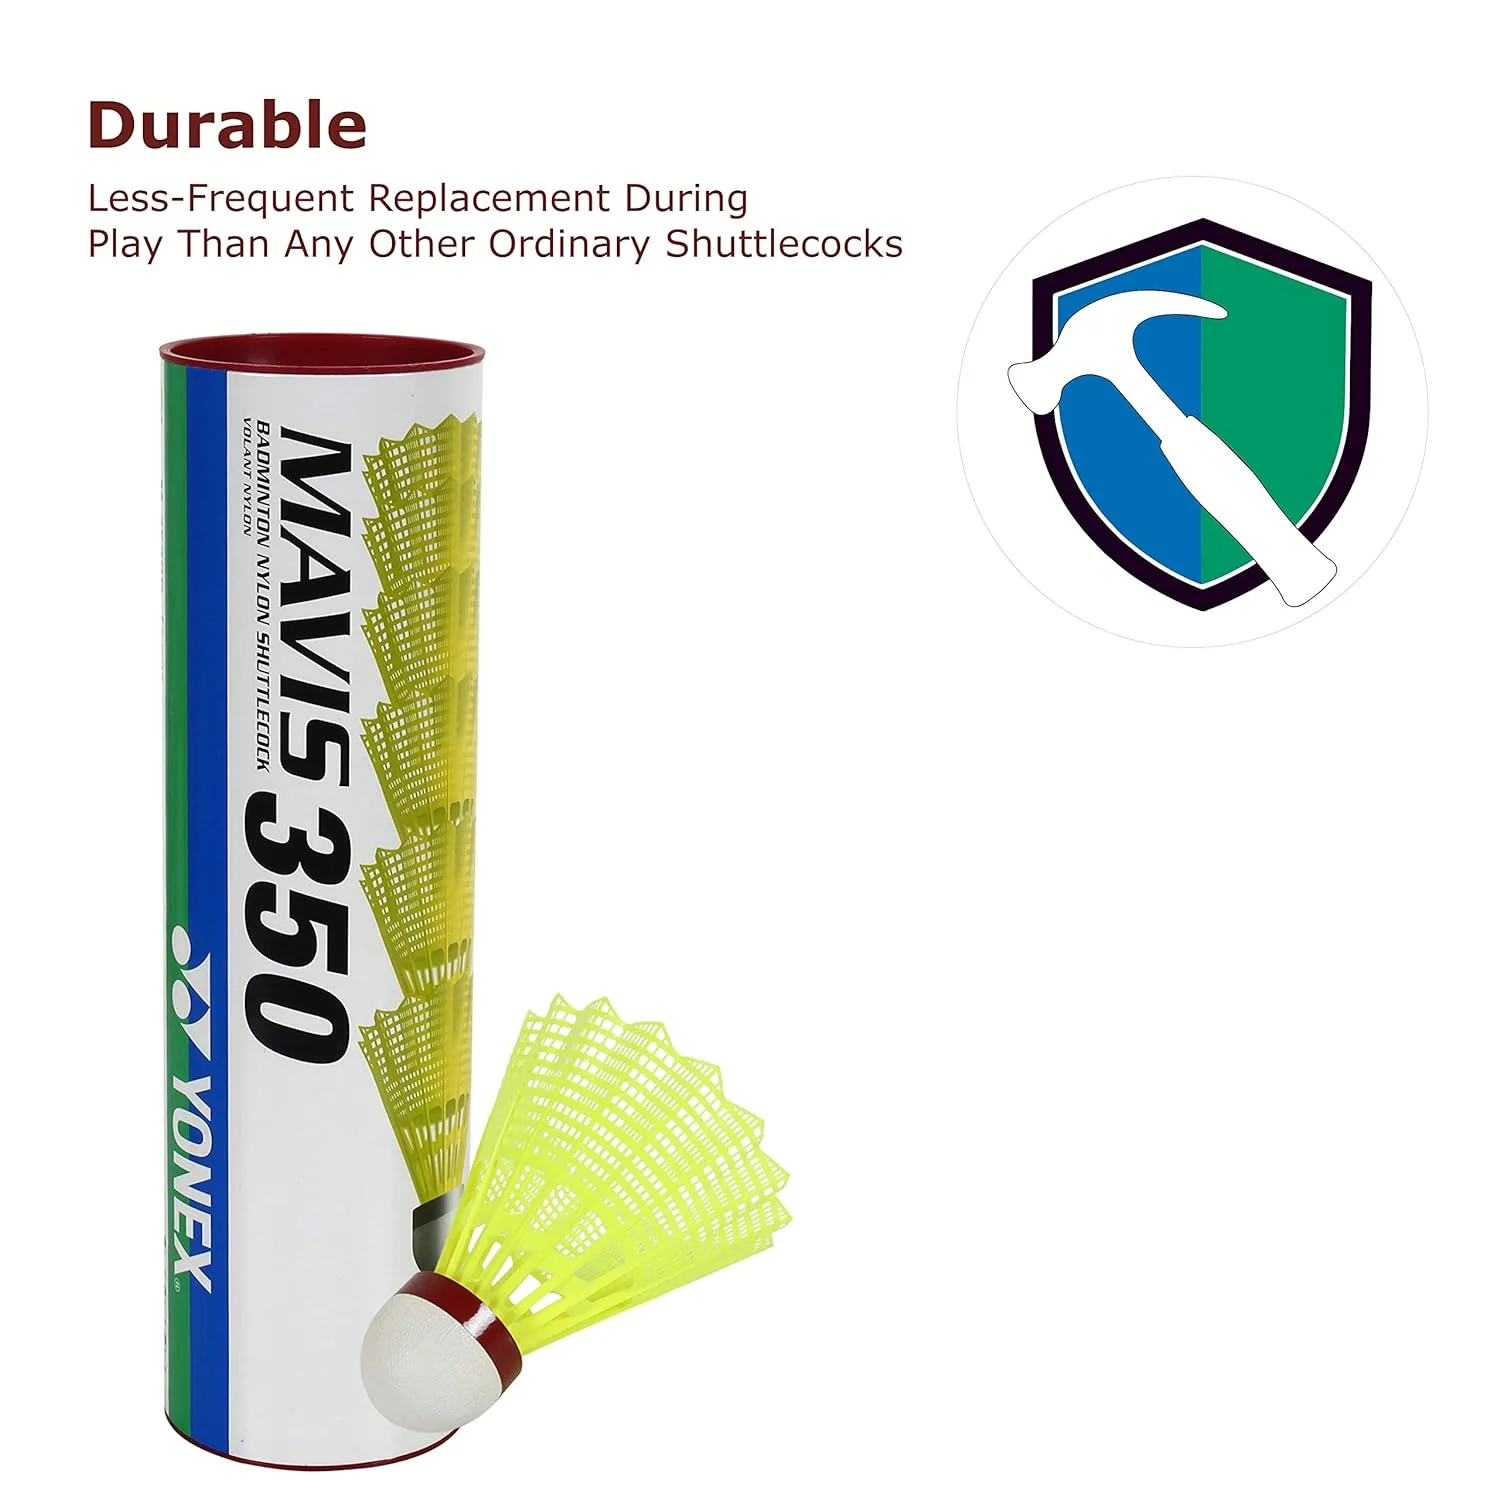 Durable
Less-Frequent Replacement During
Play Than Any Other Ordinary Shuttlecocks
MAVIS 350
BADMINTON NYLON SHUTTLECOCK
VOLANT NYLON
YONEX®